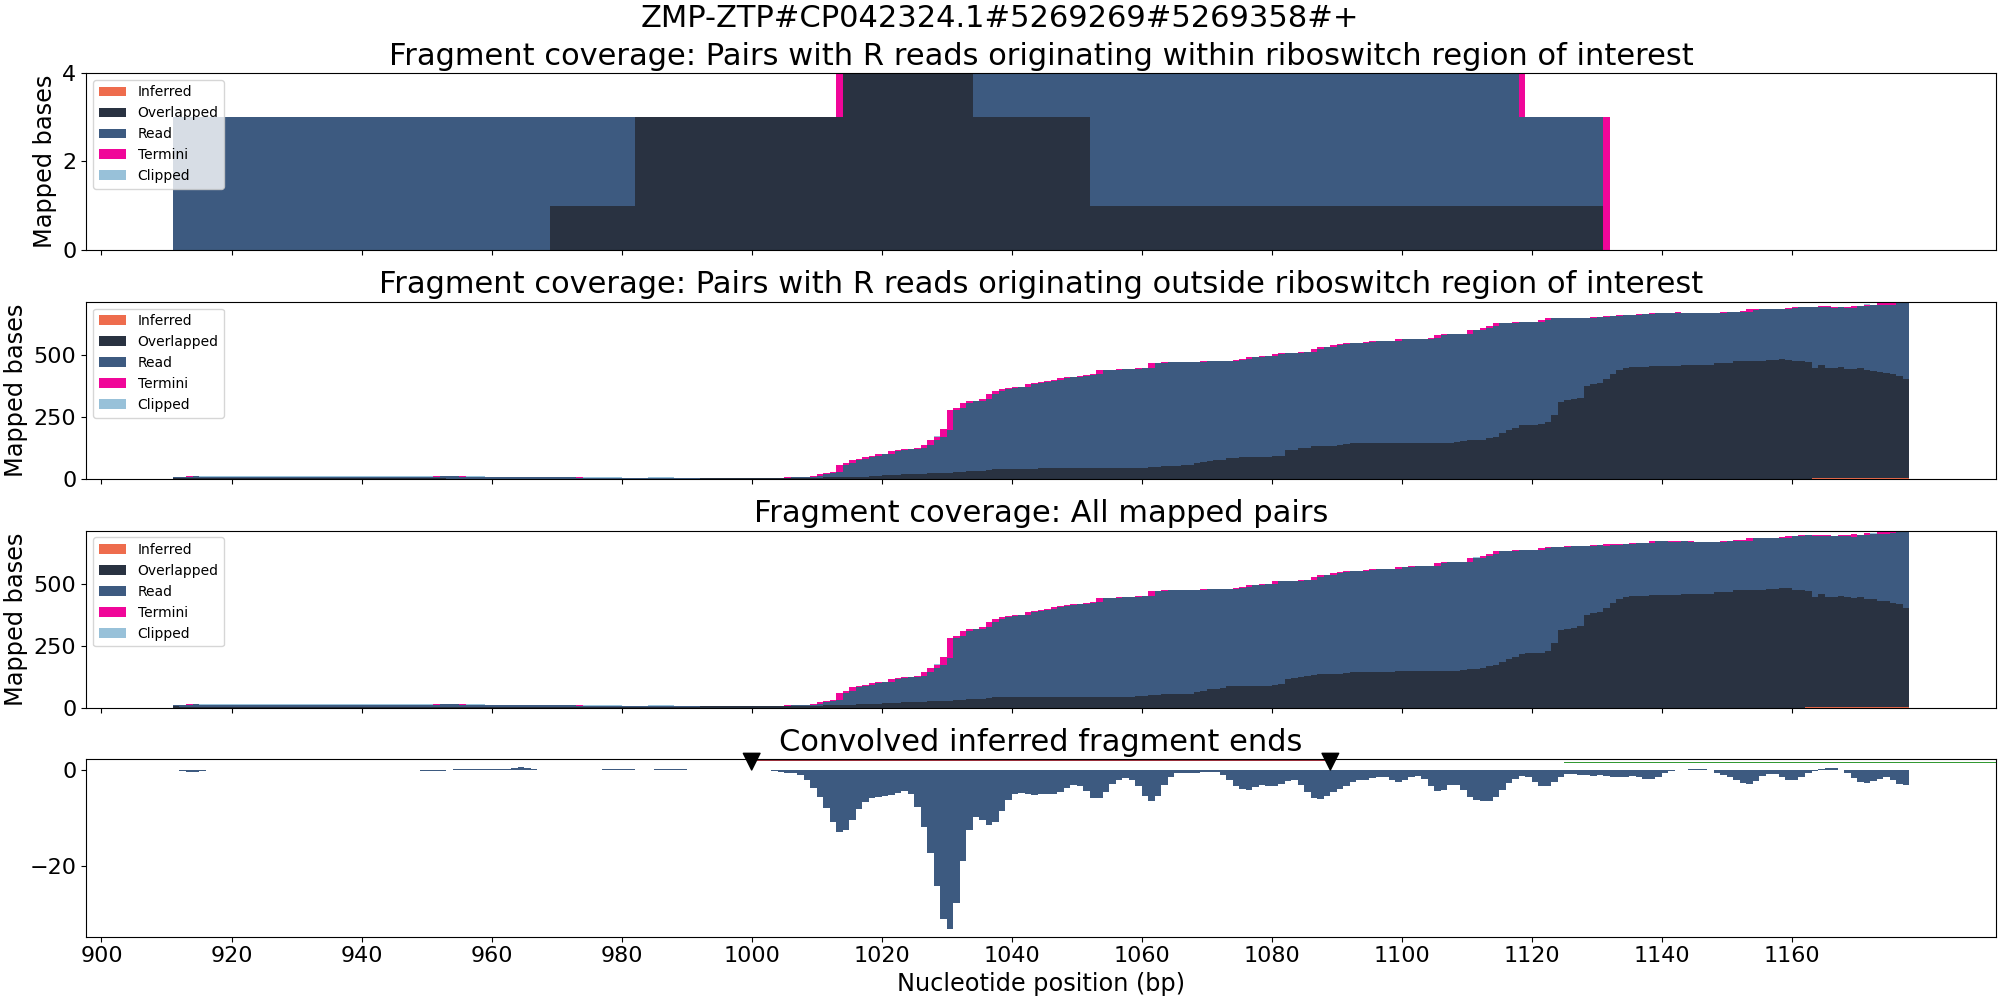 ZMP-ZTP#CP042324.1#5269269#5269358#+
Fragment coverage: Pairs with R reads originating within riboswitch region of interest
Mapped bases
4
2
0
Inferred
Overlapped
Read
Termini
Clipped
Fragment coverage: Pairs with R reads originating outside riboswitch region of interest
Mapped bases
500
250
0
Inferred
Overlapped
Read
Termini
Clipped
Fragment coverage: All mapped pairs
Mapped bases
500
250
0
Inferred
Overlapped
Read
Termini
Clipped
Convolved inferred fragment ends
0
−20
900 920 940 960 980 1000 1020 1040 1060 1080 1100 1120 1140 1160
Nucleotide position (bp)